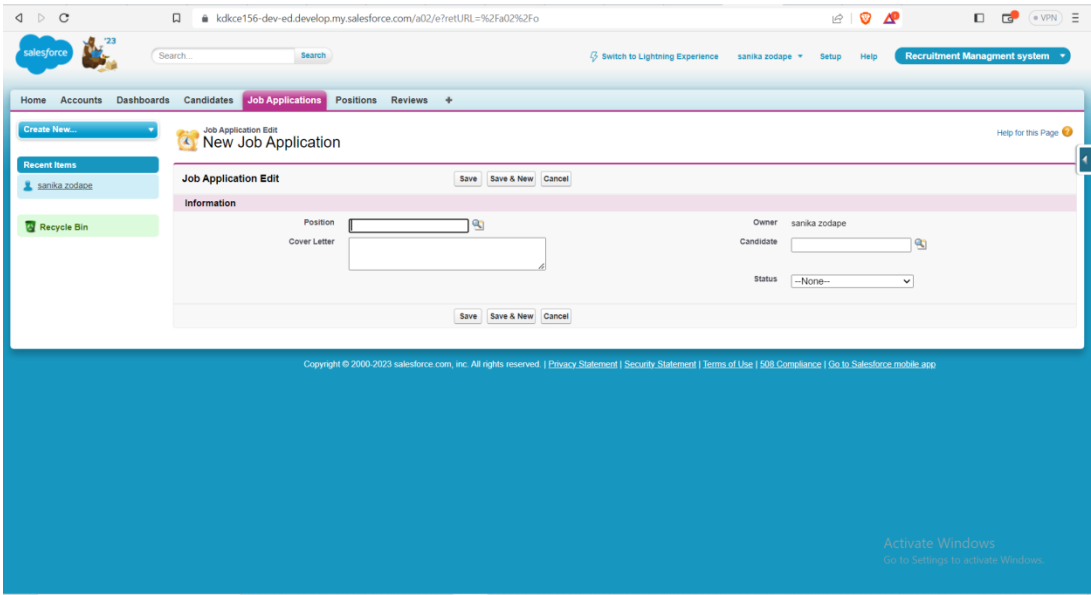 kdkce156-dev-ed.develop.my.salesforce.com/a02/e?retURL=%2Fa02%2Fo
VPN
salesforce
'23
Search...
Search
Switch to Lightning Experience
sanika zodape
Setup
Help
Recruitment Managment system
Home Accounts Dashboards Candidates Job Applications Positions Reviews +
Create New...
Recent Items
sanika zodape
Recycle Bin
Job Application Edit
New Job Application
Help for this Page
Job Application Edit
Save Save & New Cancel
Information
Position
Owner sanika zodape
Cover Letter
Candidate
Status --None--
Save Save & New Cancel
Copyright © 2000-2023 salesforce.com, inc. All rights reserved. | Privacy Statement | Security Statement | Terms of Use | 508 Compliance | Go to Salesforce mobile app
Activate Windows
Go to Settings to activate Windows.